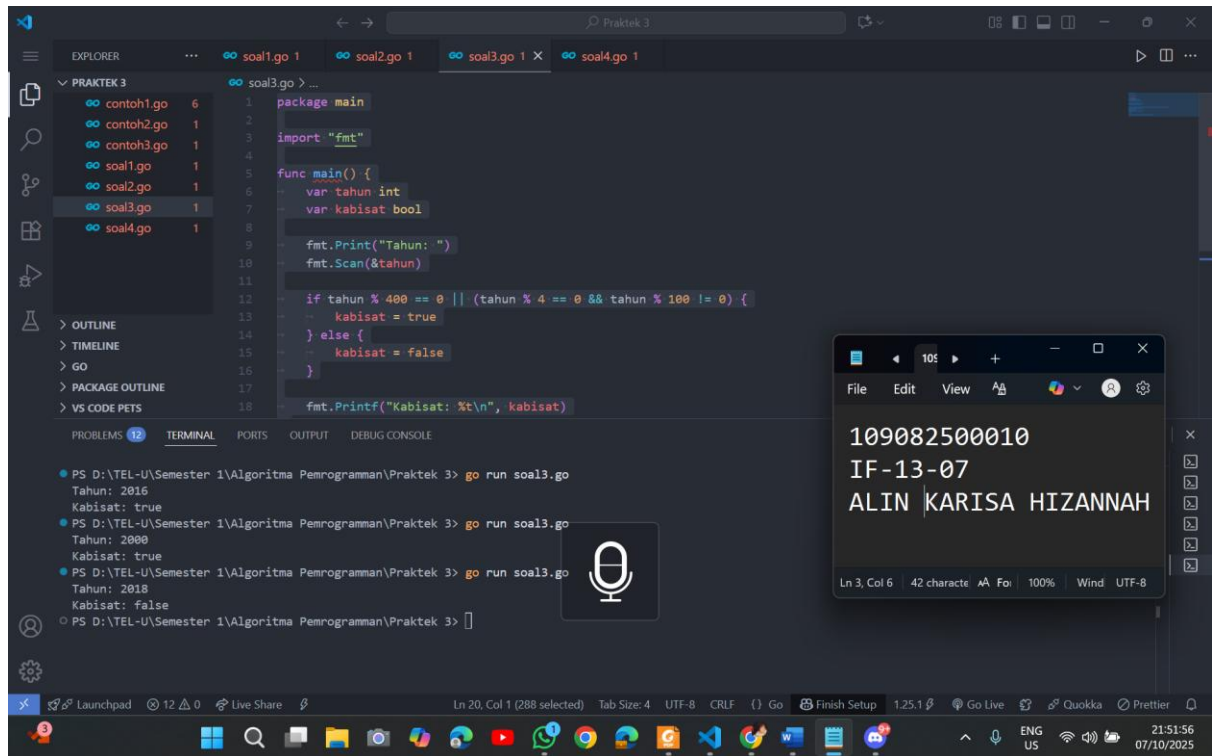 Praktek 3
EXPLORER
soal1.go 1
soal2.go 1
soal3.go 1
soal4.go 1
PRAKTEK 3
contoh1.go 6
contoh2.go 1
contoh3.go 1
soal1.go 1
soal2.go 1
soal3.go 1
soal4.go 1
OUTLINE
TIMELINE
GO
PACKAGE OUTLINE
VS CODE PETS
soal3.go > ...
1 package main
2
3 import "fmt"
4
5 func main() {
6 var tahun int
7 var kabisat bool
8
9 fmt.Print("Tahun: ")
10 fmt.Scan(&tahun)
11
12 if tahun % 400 == 0 || (tahun % 4 == 0 && tahun % 100 != 0) {
13 kabisat = true
14 } else {
15 kabisat = false
16 }
17
18 fmt.Printf("Kabisat: %t\n", kabisat)
PROBLEMS 12 TERMINAL PORTS OUTPUT DEBUG CONSOLE
PS D:\TEL-U\Semester 1\Algoritma Pemrogramman\Praktek 3> go run soal3.go
Tahun: 2016
Kabisat: true
PS D:\TEL-U\Semester 1\Algoritma Pemrogramman\Praktek 3> go run soal3.go
Tahun: 2000
Kabisat: true
PS D:\TEL-U\Semester 1\Algoritma Pemrogramman\Praktek 3> go run soal3.go
Tahun: 2018
Kabisat: false
PS D:\TEL-U\Semester 1\Algoritma Pemrogramman\Praktek 3>
File Edit View
109082500010
IF-13-07
ALIN KARISA HIZANNAH
Ln 3, Col 6 42 characte 100% Wind UTF-8
Launchpad 12 0 Live Share Ln 20, Col 1 (288 selected) Tab Size: 4 UTF-8 CRLF {} Go Finish Setup 1.25.1 Go Live Quokka Prettier
3
ENG
US
21:51:56
07/10/2025